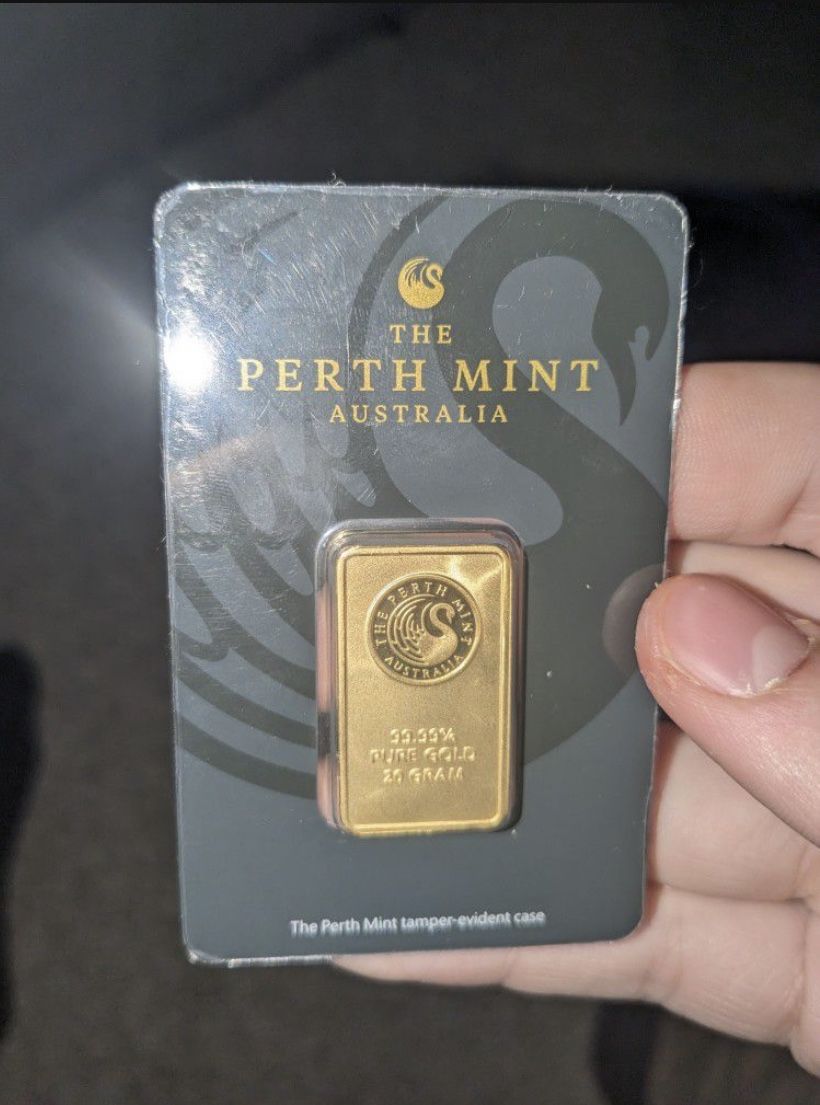 THE
PERTH MINT
AUSTRALIA
THE PERTH MINT
AUSTRALIA
99.99%
PURE GOLD
20 GRAM
The Perth Mint tamper-evident case